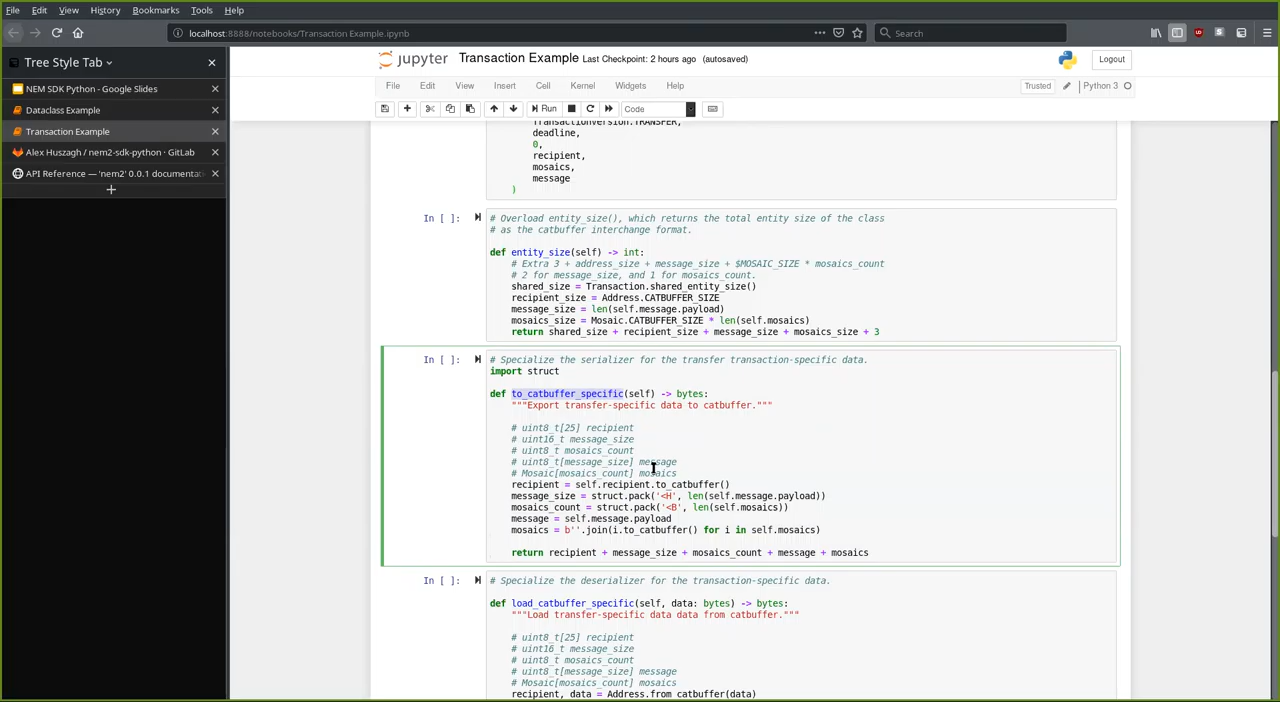 File Edit View History Bookmarks Tools Help
localhost:8888/notebooks/Transaction Example.ipynb
Search
Tree Style Tab
NEM SDK Python - Google Slides
Dataclass Example
Transaction Example
Alex Huszagh / nem2-sdk-python · GitLab
API Reference — 'nem2' 0.0.1 documentati
jupyter Transaction Example Last Checkpoint: 2 hours ago (autosaved)
Logout
File Edit View Insert Cell Kernel Widgets Help
Trusted Python 3
Run Code
TransactionVersion.TRANSFER,
deadline,
0,
recipient,
mosaics,
message
)
In [ ]:
# Overload entity_size(), which returns the total entity size of the class
# as the catbuffer interchange format.
def entity_size(self) -> int:
# Extra 3 + address_size + message_size + $MOSAIC_SIZE * mosaics_count
# 2 for message_size, and 1 for mosaics_count.
shared_size = Transaction.shared_entity_size()
recipient_size = Address.CATBUFFER_SIZE
message_size = len(self.message.payload)
mosaics_size = Mosaic.CATBUFFER_SIZE * len(self.mosaics)
return shared_size + recipient_size + message_size + mosaics_size + 3
In [ ]:
# Specialize the serializer for the transfer transaction-specific data.
import struct
def to_catbuffer_specific(self) -> bytes:
"""Export transfer-specific data to catbuffer."""
# uint8_t[25] recipient
# uint16_t message_size
# uint8_t mosaics_count
# uint8_t[message_size] message
# Mosaic[mosaics_count] mosaics
recipient = self.recipient.to_catbuffer()
message_size = struct.pack('<H', len(self.message.payload))
mosaics_count = struct.pack('<B', len(self.mosaics))
message = self.message.payload
mosaics = b''.join(i.to_catbuffer() for i in self.mosaics)
return recipient + message_size + mosaics_count + message + mosaics
In [ ]:
# Specialize the deserializer for the transaction-specific data.
def load_catbuffer_specific(self, data: bytes) -> bytes:
"""Load transfer-specific data data from catbuffer."""
# uint8_t[25] recipient
# uint16_t message_size
# uint8_t mosaics_count
# uint8_t[message_size] message
# Mosaic[mosaics_count] mosaics
recipient, data = Address.from_catbuffer(data)